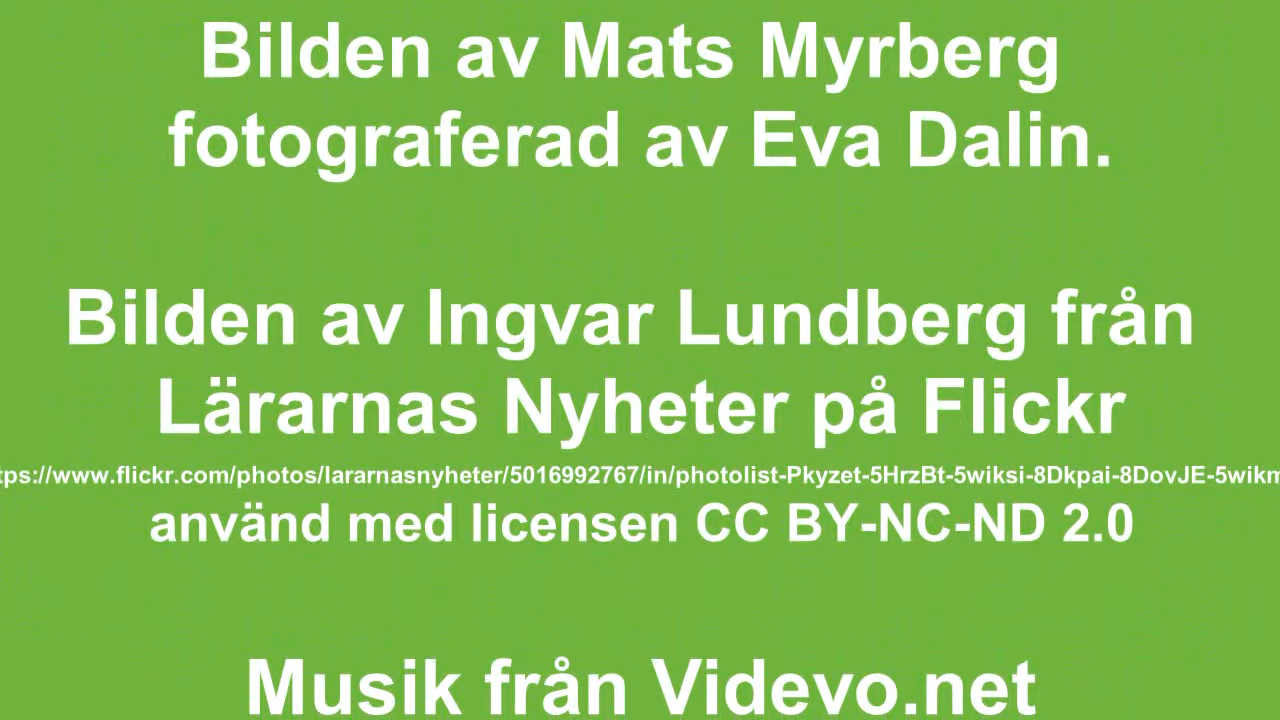 Bilden av Mats Myrberg
fotograferad av Eva Dalin.
Bilden av Ingvar Lundberg från
Lärarnas Nyheter på Flickr
tps://www.flickr.com/photos/lararnasnyheter/5016992767/in/photolist-Pkyzet-5HrzBt-5wiksi-8Dkpai-8DovJE-5wikm
använd med licensen CC BY-NC-ND 2.0
Musik från Videvo.net